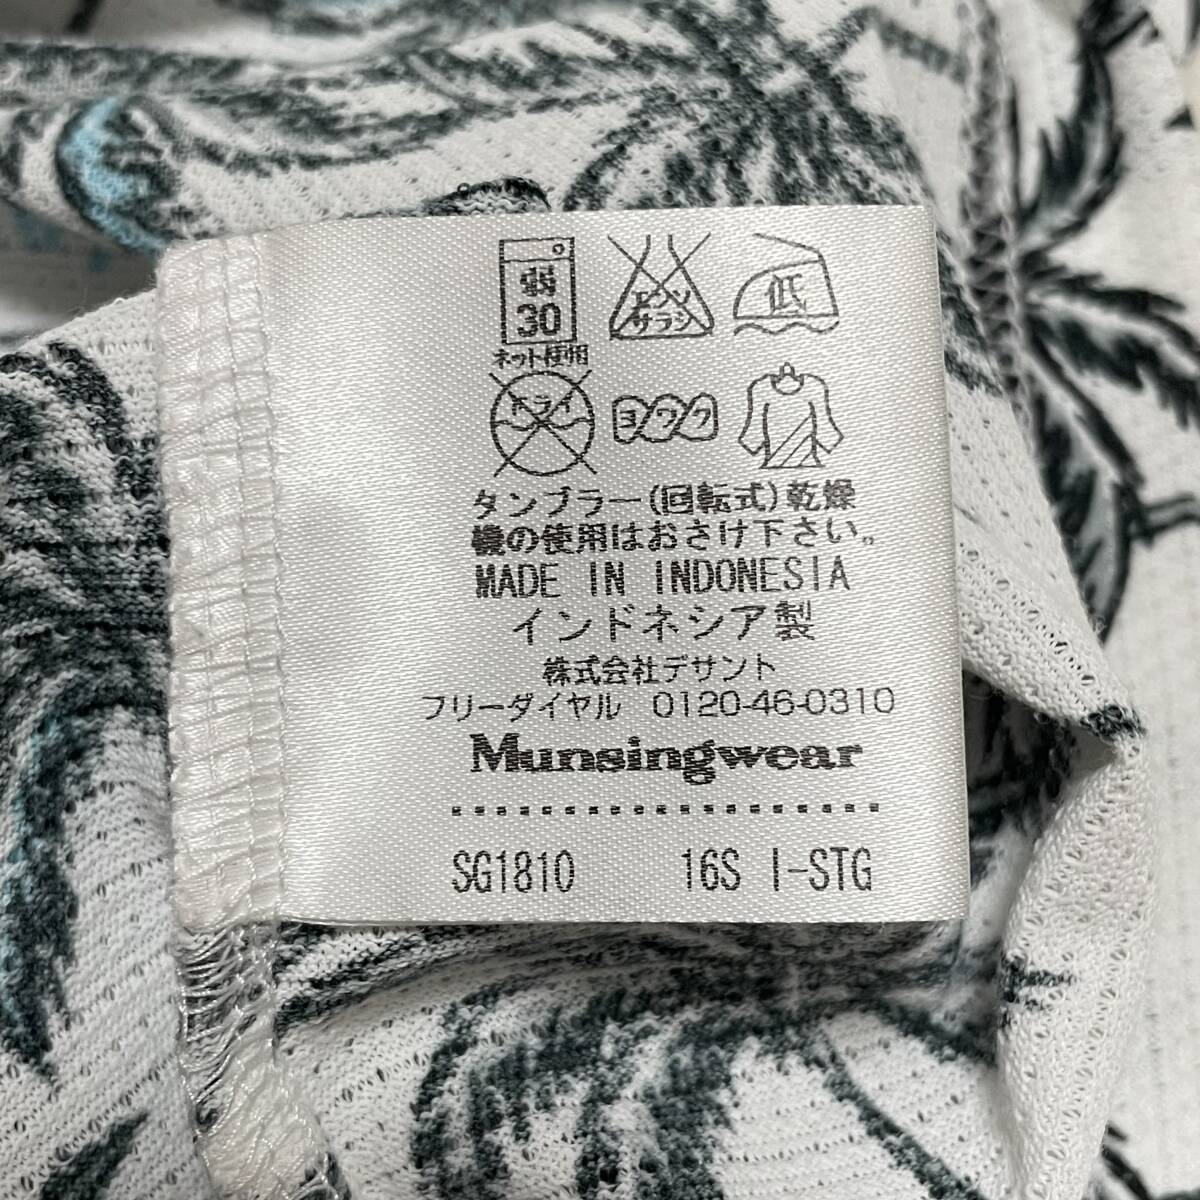 弱
30
ネット使用
エンソ
サラシ
低
ドライ
ヨワク
タンブラー(回転式)乾燥
機の使用はおさけ下さい。
MADE IN INDONESIA
インドネシア製
株式会社デサント
フリーダイヤル 0120-46-0310
Munsingwear
SG1810 16S I-STG